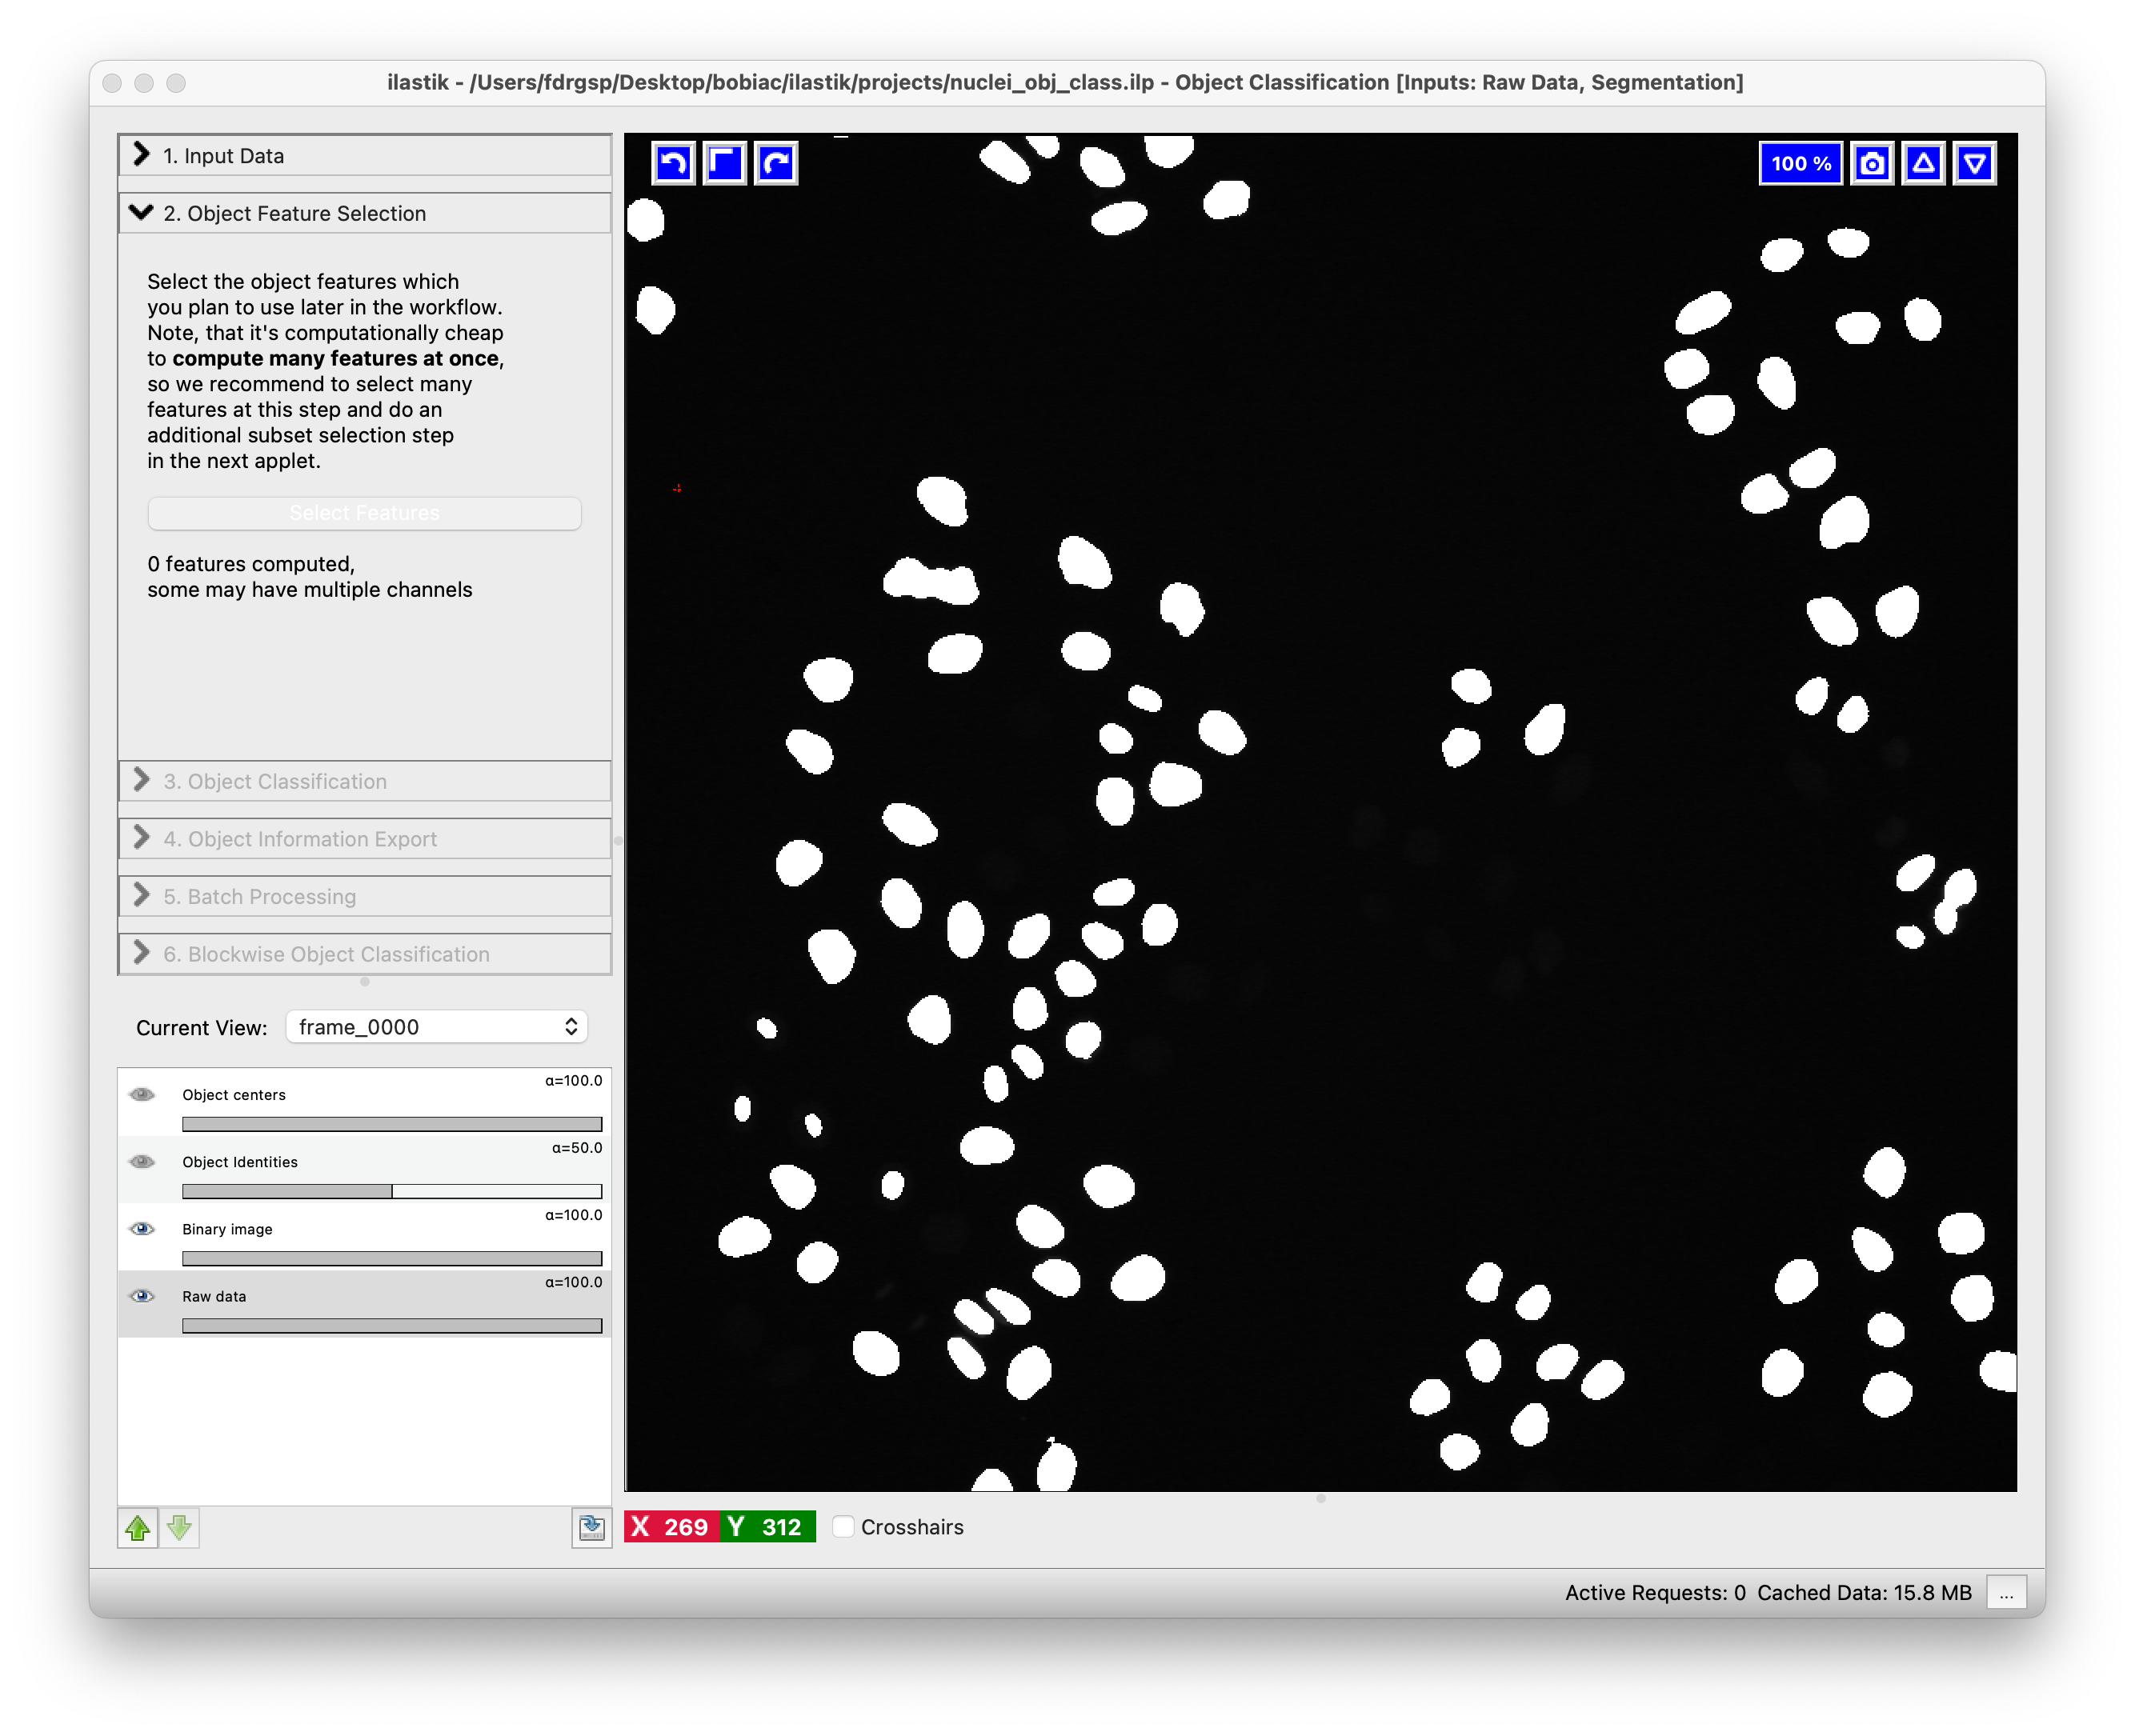 ilastik - /Users/fdrgsp/Desktop/bobiac/ilastik/projects/nuclei_obj_class.ilp - Object Classification [Inputs: Raw Data, Segmentation]
1. Input Data
2. Object Feature Selection
Select the object features which
you plan to use later in the workflow.
Note, that it's computationally cheap
to compute many features at once,
so we recommend to select many
features at this step and do an
additional subset selection step
in the next applet.
Select Features
0 features computed,
some may have multiple channels
3. Object Classification
4. Object Information Export
5. Batch Processing
6. Blockwise Object Classification
Current View: frame_0000
α=100.0
Object centers
α=50.0
Object Identities
α=100.0
Binary image
α=100.0
Raw data
100 %
X 269 Y 312 Crosshairs
Active Requests: 0 Cached Data: 15.8 MB ...